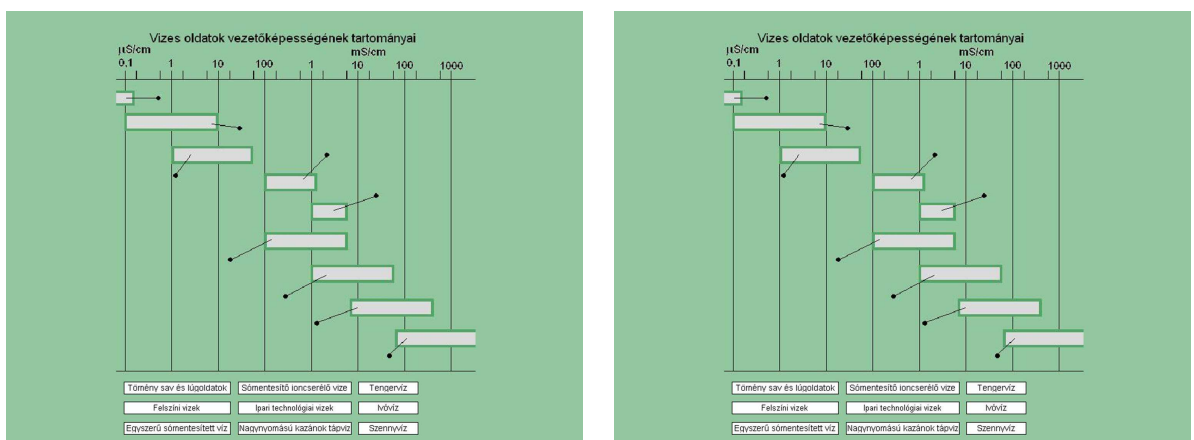 Vizes oldatok vezetőképességének tartományai
µS/cm mS/cm
0,1 1 10 100 1 10 100 1000
Tömény sav és lúgoldatok Sómentesítő ioncserélő vize Tengervíz
Felszíni vizek Ipari technológiai vizek Ivóvíz
Egyszerű sómentesített víz Nagynyomású kazánok tápvíz Szennyvíz
Vizes oldatok vezetőképességének tartományai
µS/cm mS/cm
0,1 1 10 100 1 10 100 1000
Tömény sav és lúgoldatok Sómentesítő ioncserélő vize Tengervíz
Felszíni vizek Ipari technológiai vizek Ivóvíz
Egyszerű sómentesített víz Nagynyomású kazánok tápvíz Szennyvíz